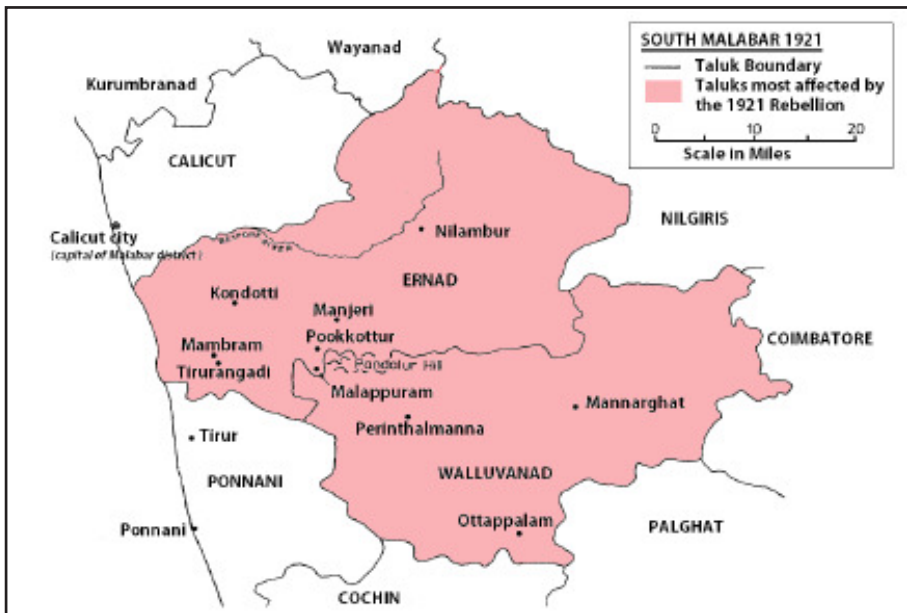 SOUTH MALABAR 1921
Taluk Boundary
Taluks most affected by
the 1921 Rebellion
0 10 20
Scale in Miles
Wayanad
Kurumbranad
CALICUT
NILGIRIS
Calicut city
(capital of Malabar district)
Nilambur
ERNAD
Kondotti
Manjeri
Pookkottur
COIMBATORE
Mambram
Tirurangadi
Pandalur Hill
Malappuram
Mannarghat
Perinthalmanna
Tirur
PONNANI
WALLUVANAD
Ottappalam
PALGHAT
Ponnani
COCHIN